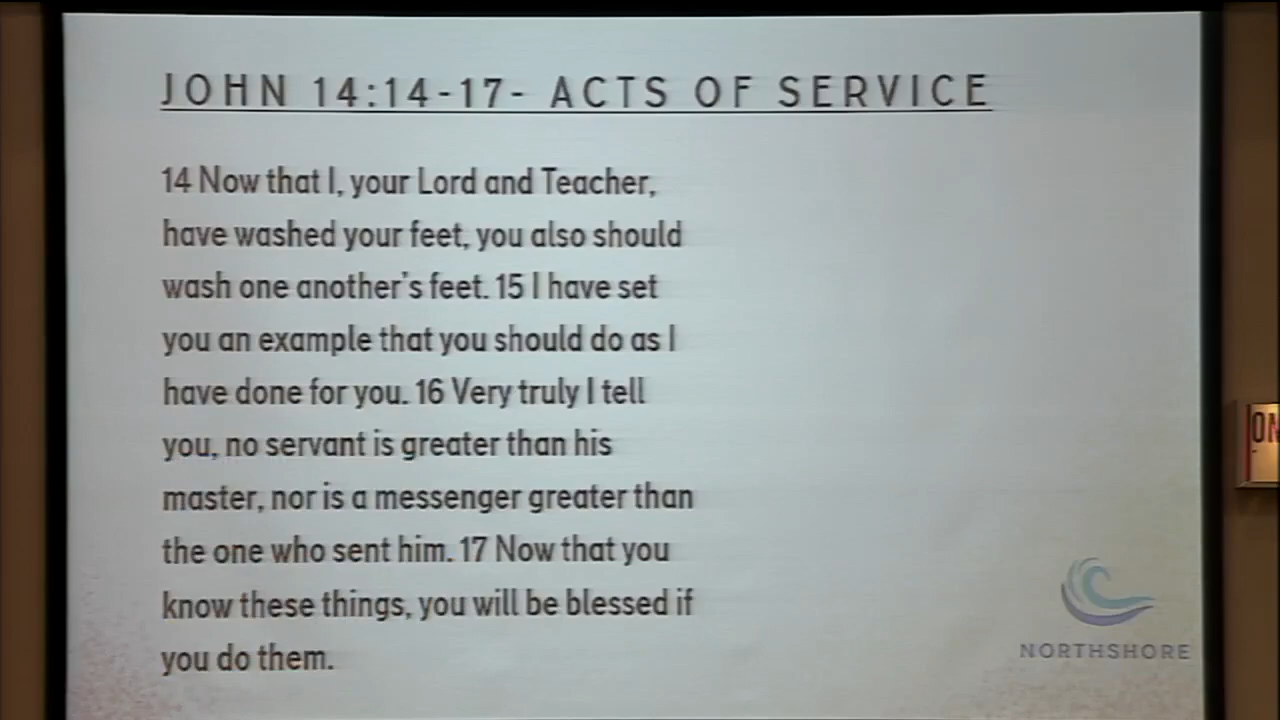 JOHN 14:14-17- ACTS OF SERVICE
14 Now that I, your Lord and Teacher,
have washed your feet, you also should
wash one another's feet. 15 I have set
you an example that you should do as I
have done for you. 16 Very truly I tell
you, no servant is greater than his
master, nor is a messenger greater than
the one who sent him. 17 Now that you
know these things, you will be blessed if
you do them.
NORTHSHORE
ON